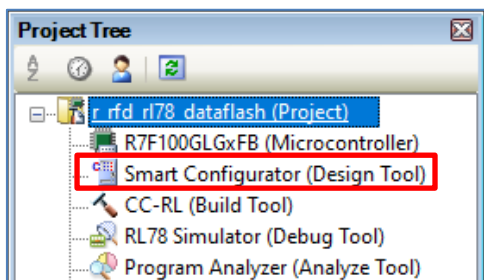 Project Tree
r_rfd_rl78_dataflash (Project)
R7F100GLGxFB (Microcontroller)
Smart Configurator (Design Tool)
CC-RL (Build Tool)
RL78 Simulator (Debug Tool)
Program Analyzer (Analyze Tool)